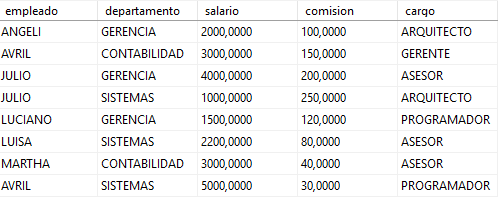 empleado departamento salario comision cargo
ANGELI GERENCIA 2000,0000 100,0000 ARQUITECTO
AVRIL CONTABILIDAD 3000,0000 150,0000 GERENTE
JULIO GERENCIA 4000,0000 200,0000 ASESOR
JULIO SISTEMAS 1000,0000 250,0000 ARQUITECTO
LUCIANO GERENCIA 1500,0000 120,0000 PROGRAMADOR
LUISA SISTEMAS 2200,0000 80,0000 ASESOR
MARTHA CONTABILIDAD 3000,0000 40,0000 ASESOR
AVRIL SISTEMAS 5000,0000 30,0000 PROGRAMADOR